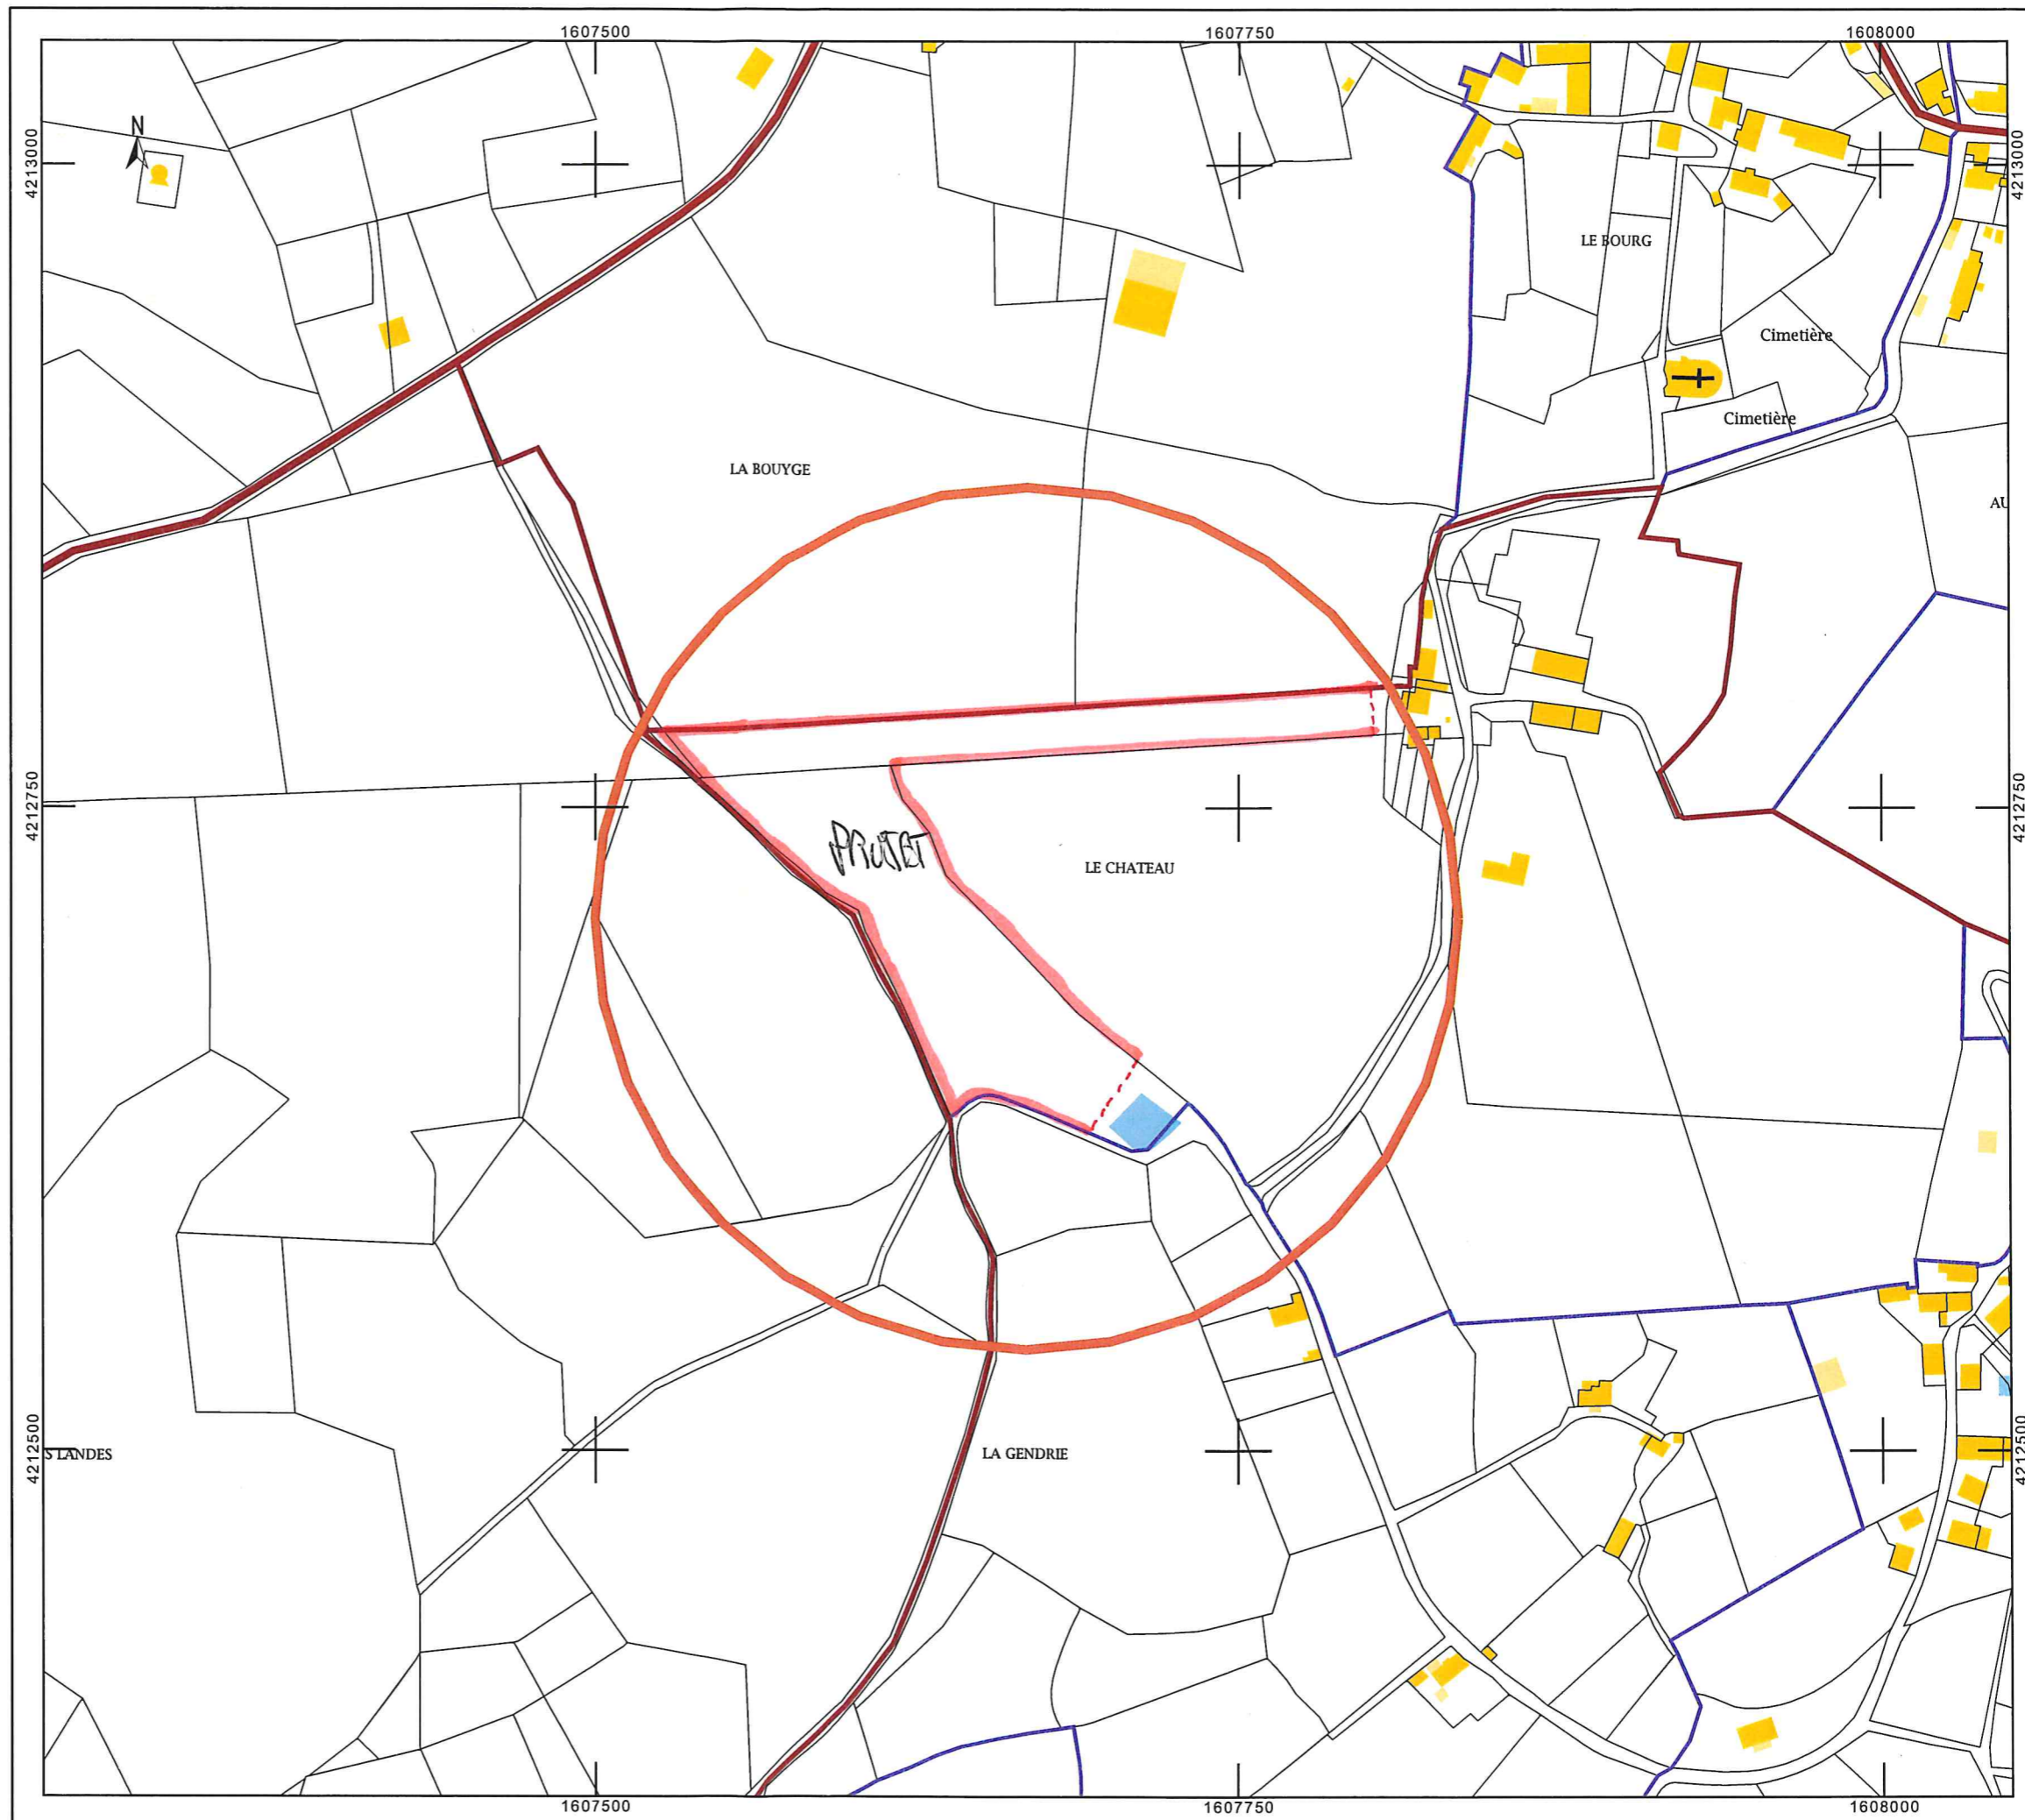 1607500
1607750
1608000
N
4213000
4213000
LE BOURG
Cimetière
Cimetière
LA BOUYGE
AU
4212750
4212750
PROJET
LE CHATEAU
4212500
4212500
S LANDES
LA GENDRIE
1607500
1607750
1608000